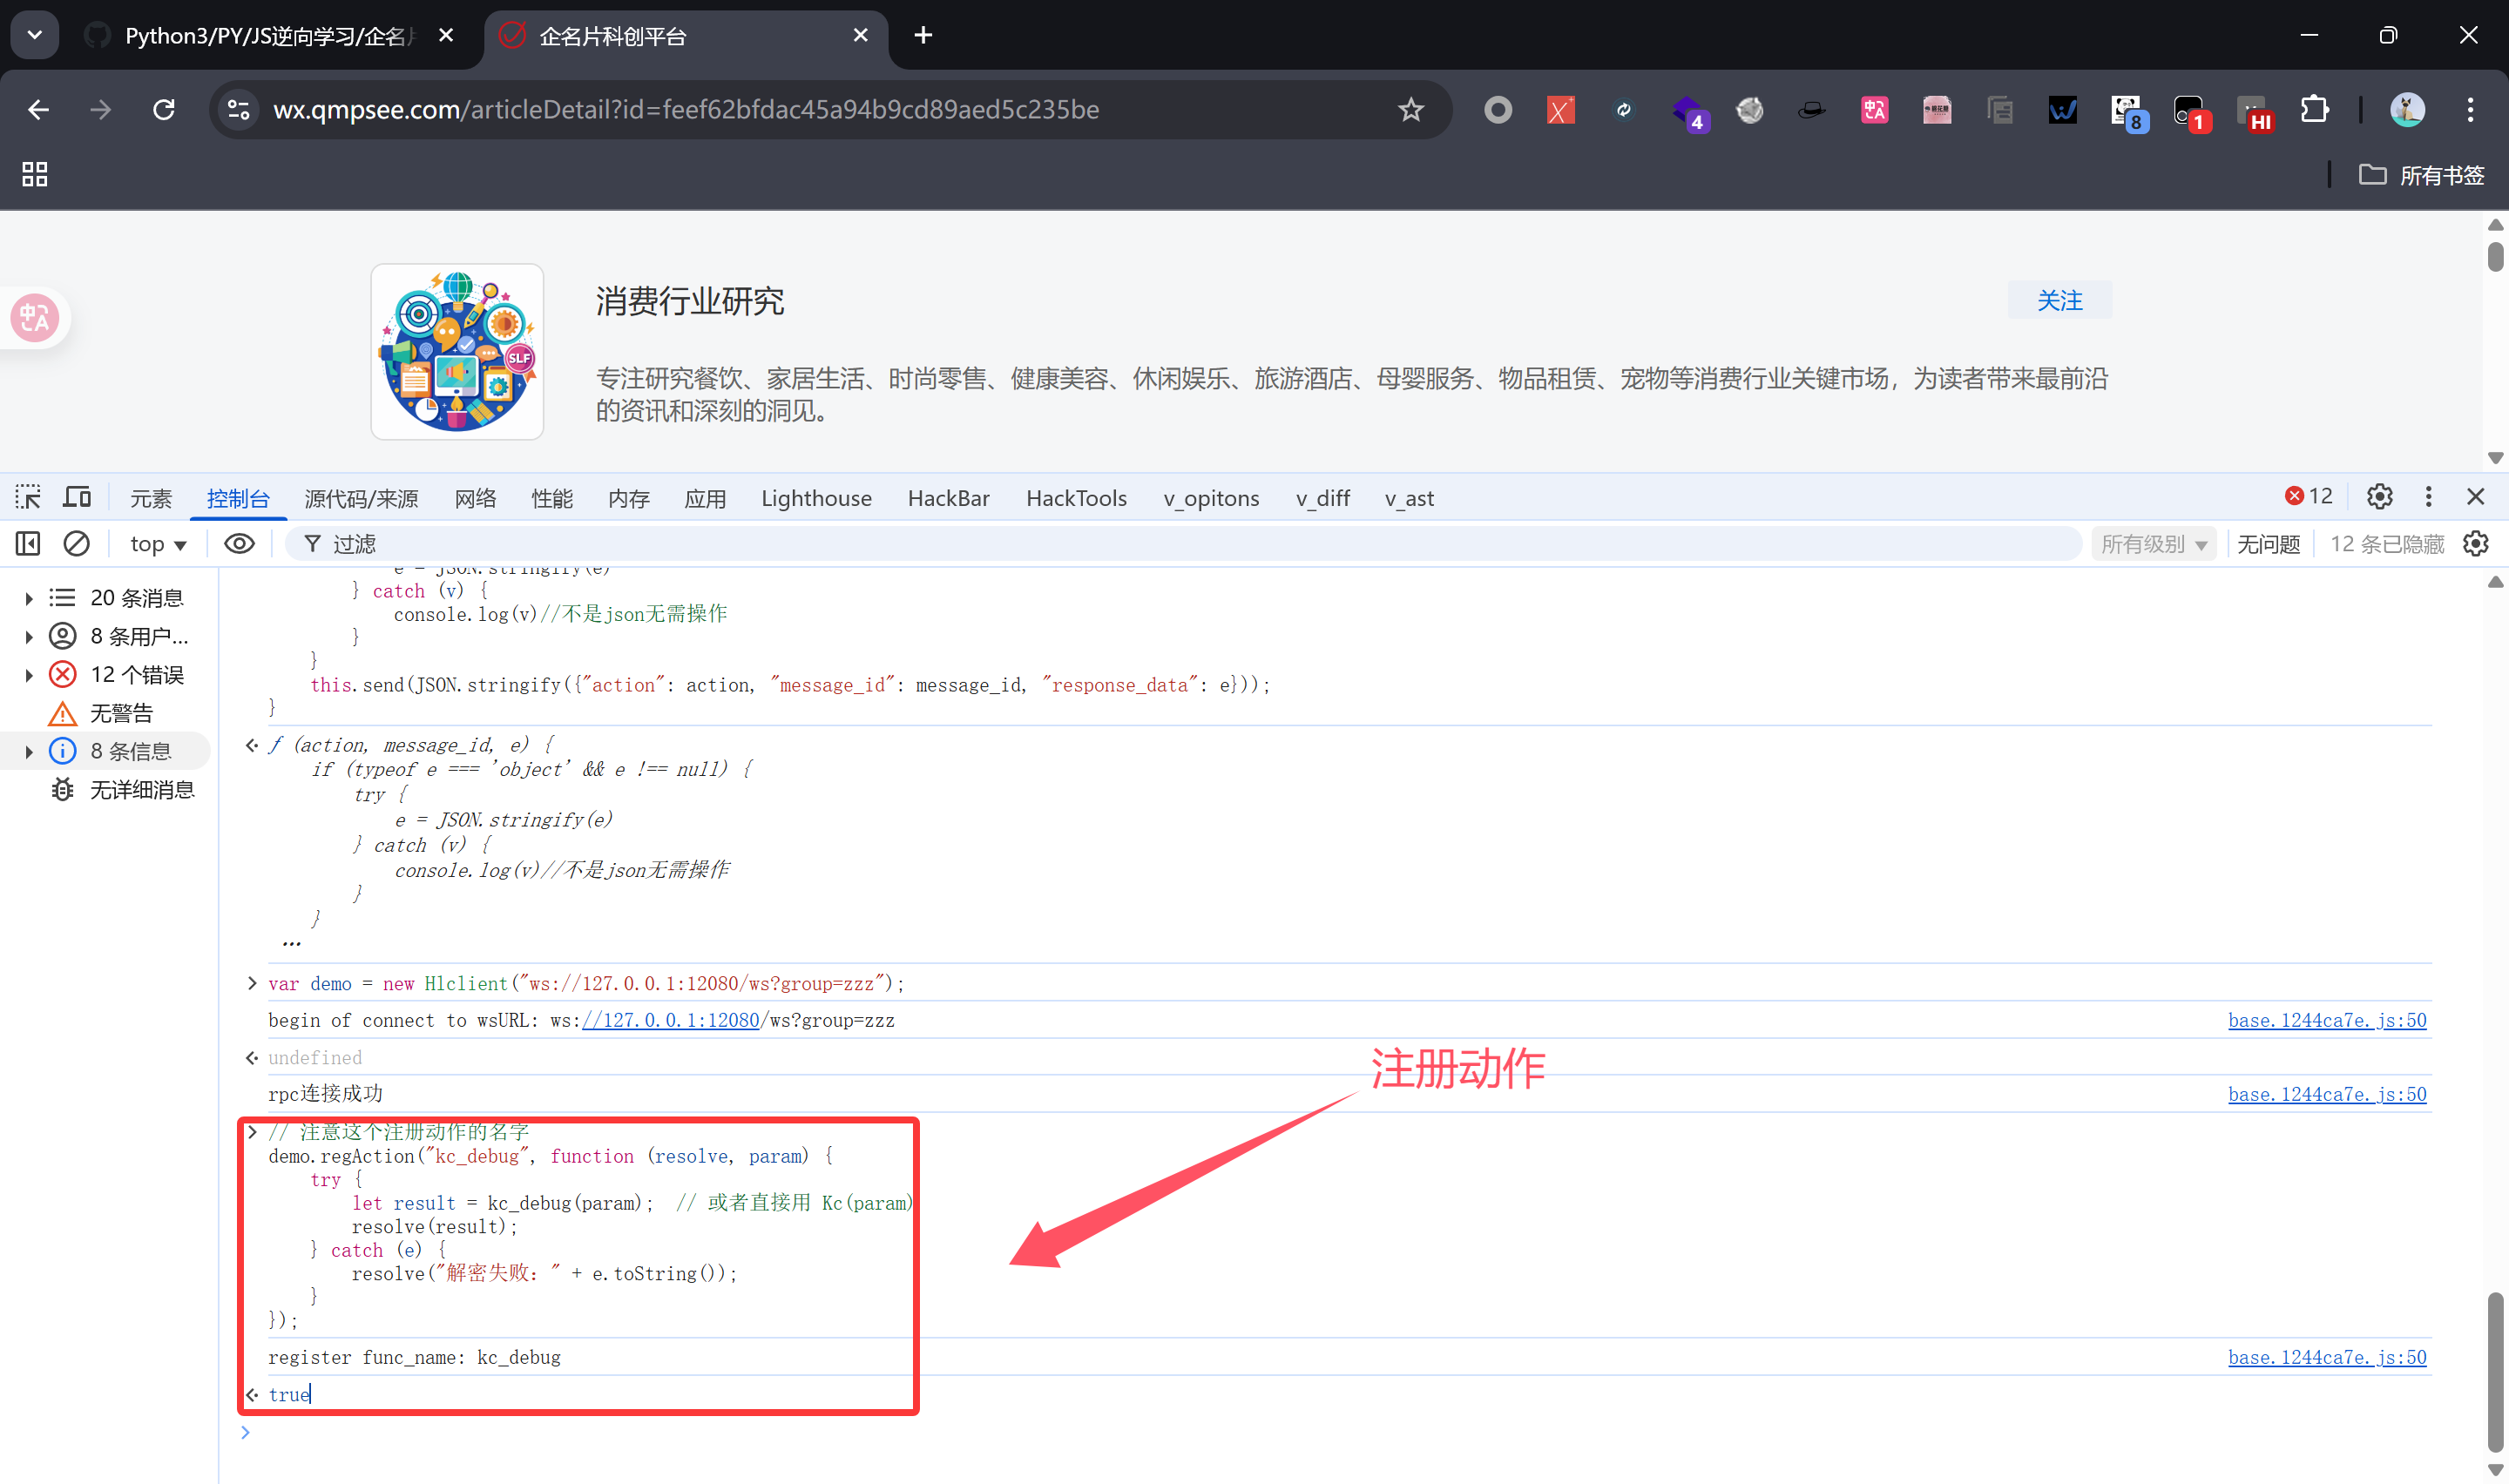 Python3/PY/JS逆向学习/企名片
企名片科创平台
wx.qmpsee.com/articleDetail?id=feef62bfdac45a94b9cd89aed5c235be
4
8
1
HI
所有书签
消费行业研究
关注
SLF
专注研究餐饮、家居生活、时尚零售、健康美容、休闲娱乐、旅游酒店、母婴服务、物品租赁、宠物等消费行业关键市场，为读者带来最前沿
的资讯和深刻的洞见。
元素 控制台 源代码/来源 网络 性能 内存 应用 Lighthouse HackBar HackTools v_opitons v_diff v_ast 12
top 过滤 所有级别 无问题 12 条已隐藏
20 条消息
8 条用户...
12 个错误
无警告
8 条信息
无详细消息
e = JSON.stringify(e)
} catch (v) {
console.log(v)//不是json无需操作
}
}
this.send(JSON.stringify({"action": action, "message_id": message_id, "response_data": e}));
}
ƒ (action, message_id, e) {
if (typeof e === 'object' && e !== null) {
try {
e = JSON.stringify(e)
} catch (v) {
console.log(v)//不是json无需操作
}
}
...
var demo = new Hlclient("ws://127.0.0.1:12080/ws?group=zzz");
begin of connect to wsURL: ws://127.0.0.1:12080/ws?group=zzz base.1244ca7e.js:50
undefined
注册动作
rpc连接成功 base.1244ca7e.js:50
// 注意这个注册动作的名字
demo.regAction("kc_debug", function (resolve, param) {
try {
let result = kc_debug(param);  // 或者直接用 Kc(param)
resolve(result);
} catch (e) {
resolve("解密失败：" + e.toString());
}
});
register func_name: kc_debug base.1244ca7e.js:50
true